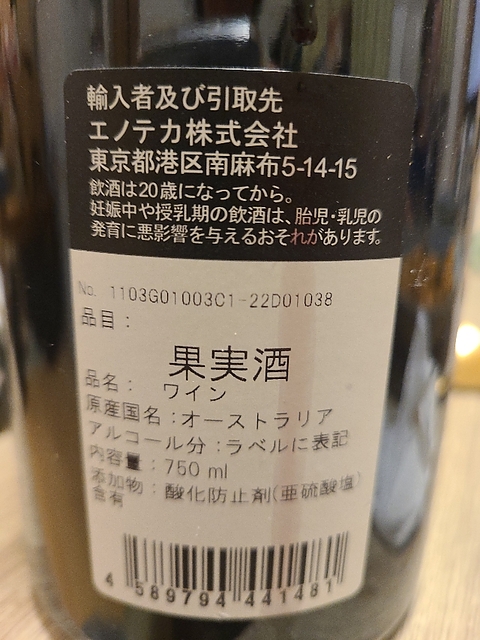 輸入者及び引取先
エノテカ株式会社
東京都港区南麻布5-14-15
飲酒は20歳になってから。
妊娠中や授乳期の飲酒は、胎児・乳児の
発育に悪影響を与えるおそれがあります。
No. 1103G01003C1-22D01038
品目：
果実酒
品名： ワイン
原産国名：オーストラリア
アルコール分：ラベルに表記
内容量：750 ml
添加物：酸化防止剤(亜硫酸塩)
含有
4 589794 441481